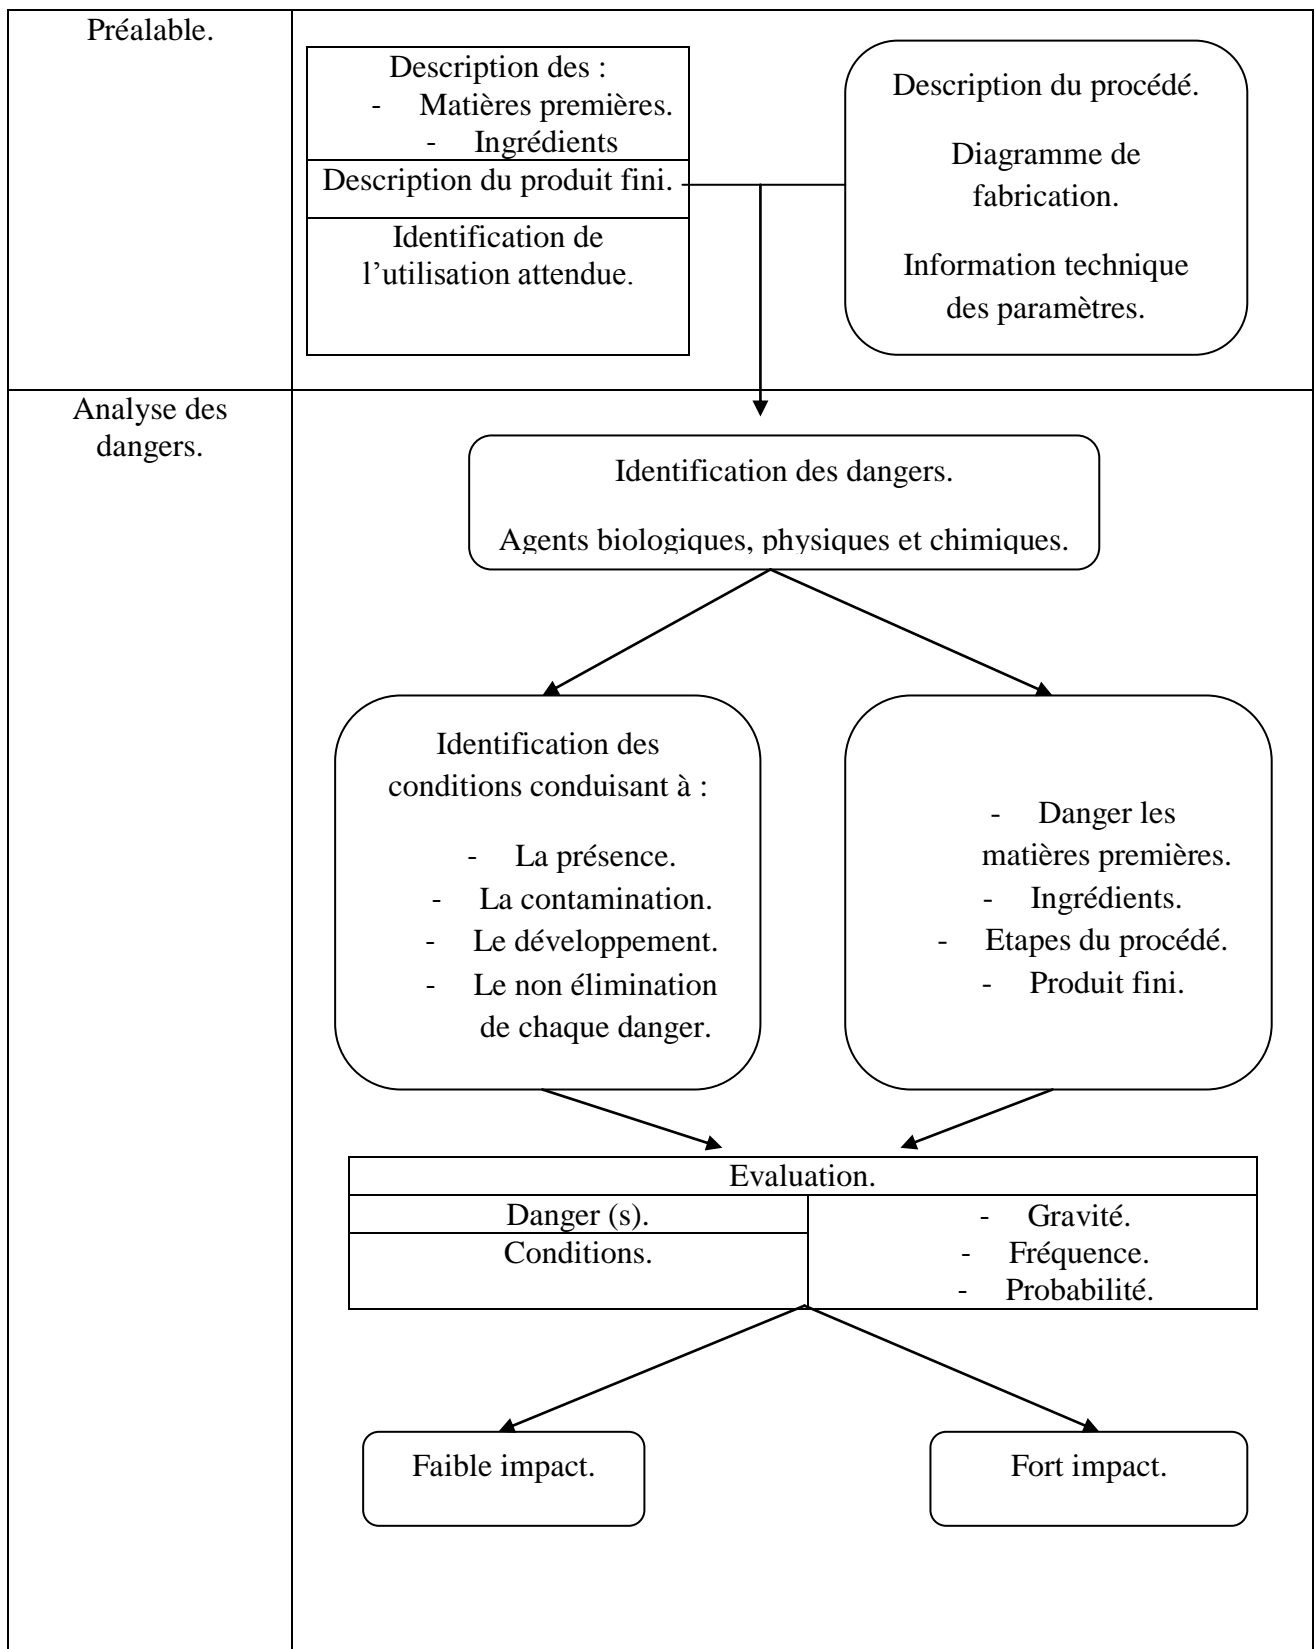 Préalable.
Description des :
- Matières premières.
- Ingrédients
Description du produit fini.
Identification de
l’utilisation attendue.
Description du procédé.
Diagramme de
fabrication.
Information technique
des paramètres.
Analyse des
dangers.
Identification des dangers.
Agents biologiques, physiques et chimiques.
Identification des
conditions conduisant à :
- La présence.
- La contamination.
- Le développement.
- Le non élimination
de chaque danger.
- Danger les
matières premières.
- Ingrédients.
- Etapes du procédé.
- Produit fini.
Evaluation.
Danger (s).
Conditions.
- Gravité.
- Fréquence.
- Probabilité.
Faible impact.
Fort impact.